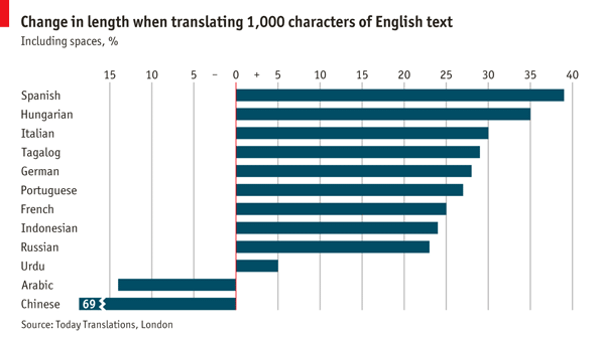 Change in length when translating 1,000 characters of English text
Including spaces, %
15 10 5 – 0 + 5 10 15 20 25 30 35 40
Spanish
Hungarian
Italian
Tagalog
German
Portuguese
French
Indonesian
Russian
Urdu
Arabic
Chinese 69
Source: Today Translations, London